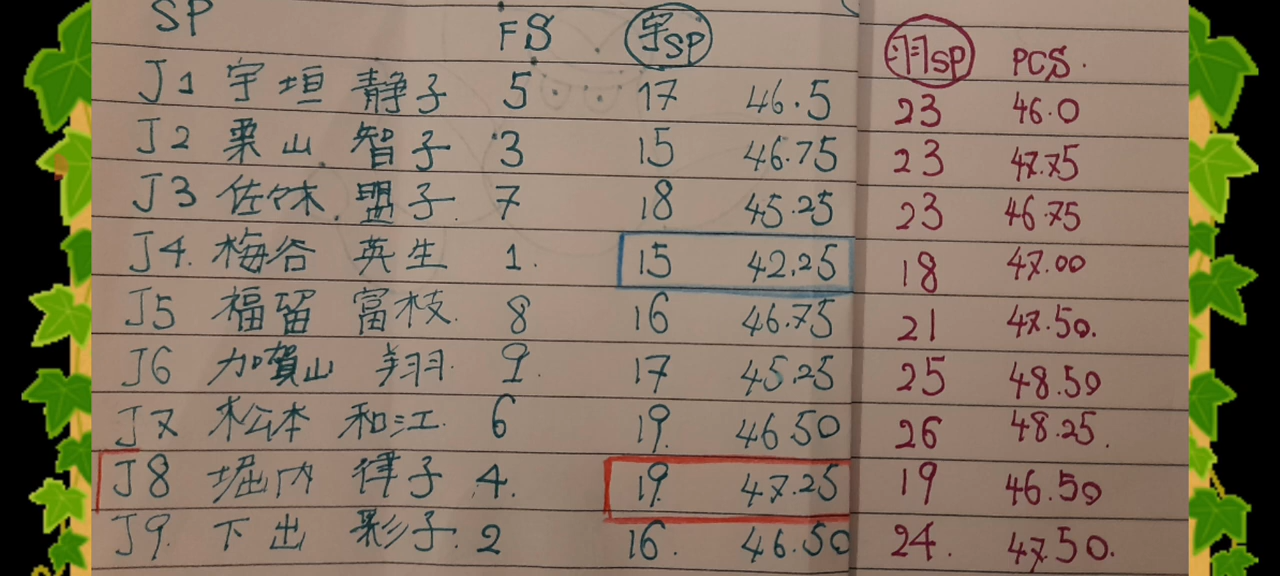 SP FS 宇SP 羽SP PCS.
J1 宇垣 静子 5 17 46.5 23 46.0
J2 栗山 智子 3 15 46.75 23 47.75
J3 佐々木 盟子 7 18 45.25 23 46.75
J4. 梅谷 英生 1. 15 42.25 18 47.00
J5 福留 富枝. 8 16 46.75 21 47.50.
J6 加賀山 翔. 9. 17 45.25 25 48.50
J7 松本 和江. 6 19. 46.50 26 48.25.
J8 堀内 律子 4. 19. 47.25 19 46.50
J9. 下出 彩子. 2 16. 46.50 24. 47.50.